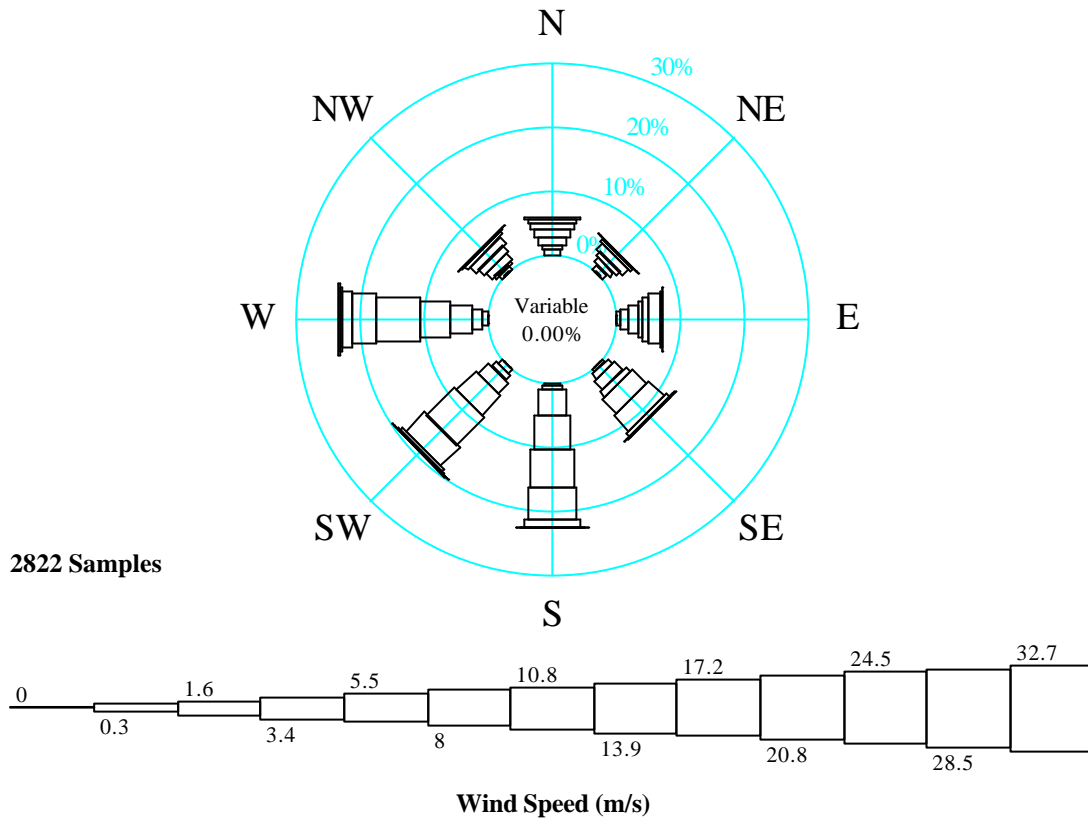 N
30%
NW
NE
20%
10%
0%
W
Variable
0.00%
E
SW
SE
2822 Samples
S
0 1.6 5.5 10.8 17.2 24.5 32.7
0.3 3.4 8 13.9 20.8 28.5
Wind Speed (m/s)